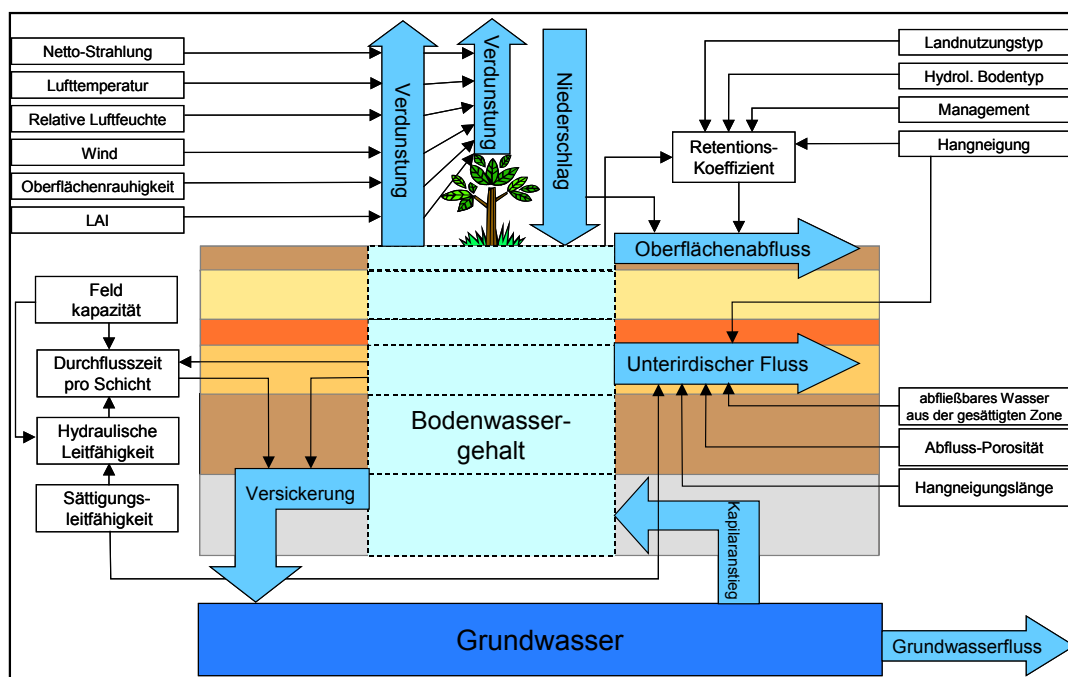 Netto-Strahlung
Lufttemperatur
Relative Luftfeuchte
Wind
Oberflächenrauhigkeit
LAI
Verdunstung
Verdunstung
Niederschlag
Landnutzungstyp
Hydrol. Bodentyp
Management
Hangneigung
Retentions-
Koeffizient
Oberflächenabfluss
Feld
kapazität
Durchflusszeit
pro Schicht
Hydraulische
Leitfähigkeit
Sättigungs-
leitfähigkeit
Unterirdischer Fluss
Bodenwasser-
gehalt
Versickerung
abfließbares Wasser
aus der gesättigten Zone
Abfluss-Porosität
Hangneigungslänge
Kapilaranstieg
Grundwasser
Grundwasserfluss